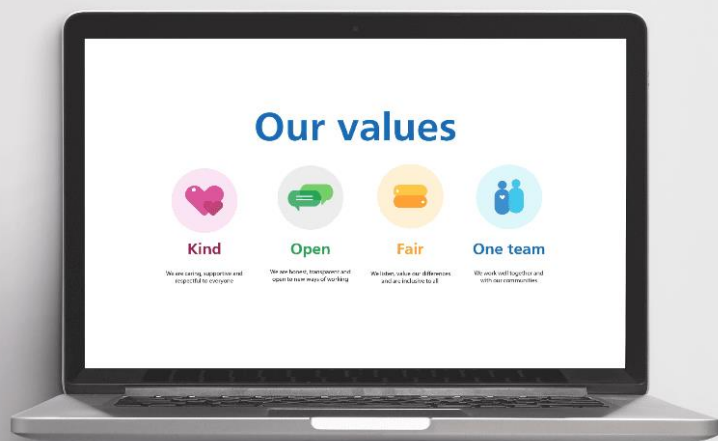 Our values
Kind
We are caring, supportive and
respectful to everyone
Open
We are honest, transparent and
open to new ways of working
Fair
We listen, value our differences
and are inclusive to all
One team
We work well together and
with our communities